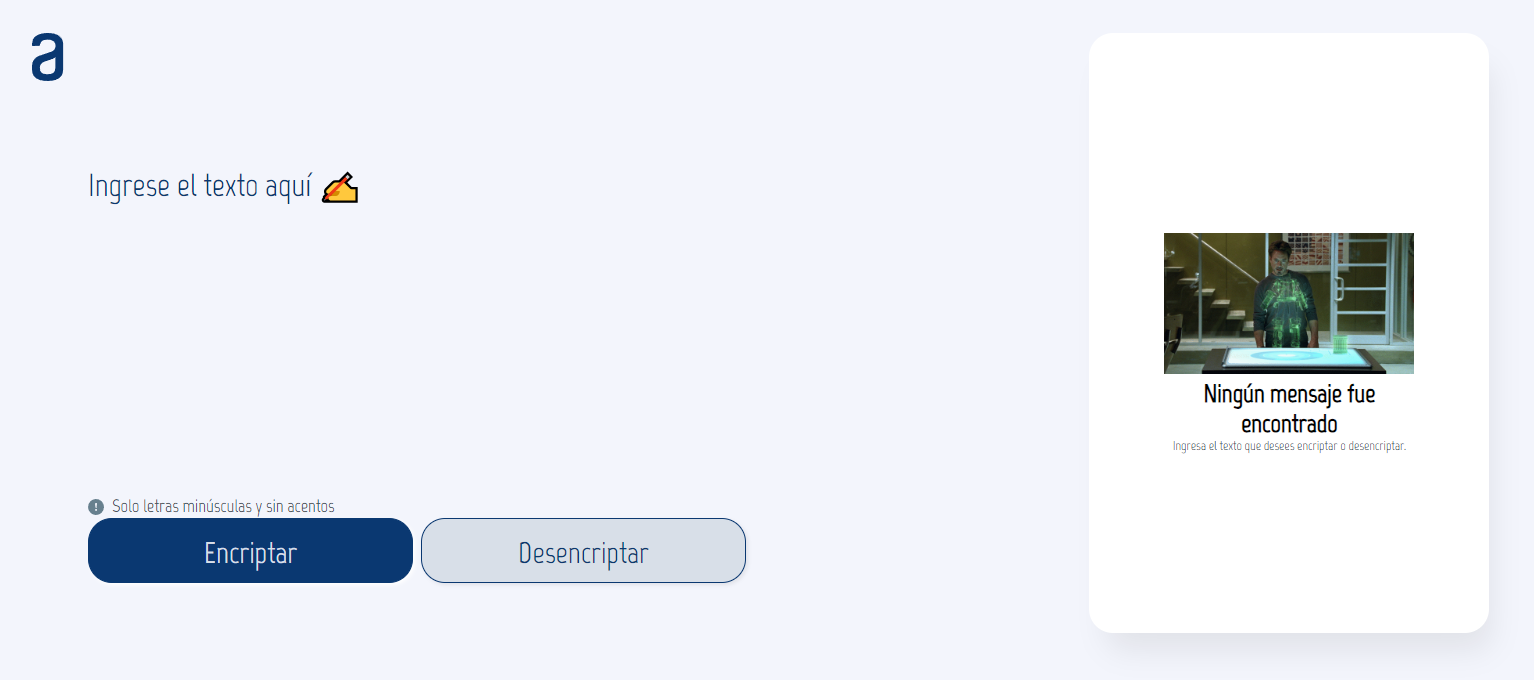 a
Ingrese el texto aquí ✍
Solo letras minúsculas y sin acentos
Encriptar
Desencriptar
Ningún mensaje fue
encontrado
Ingresa el texto que desees encriptar o desencriptar.